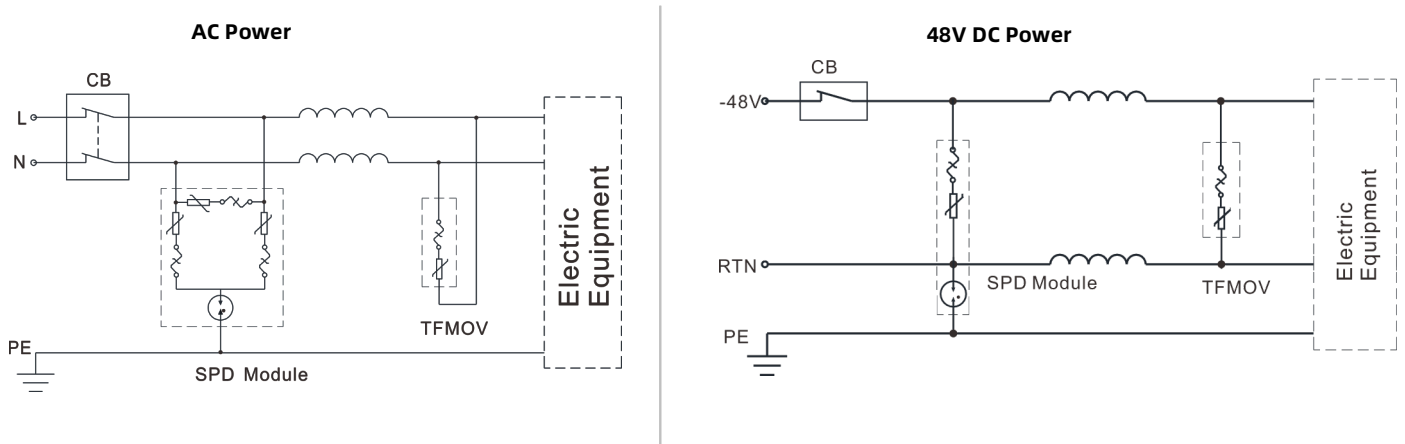 AC Power
CB
L
N
PE
SPD Module
TFMOV
Electric
Equipment
48V DC Power
CB
-48V
RTN
PE
SPD Module
TFMOV
Electric
Equipment